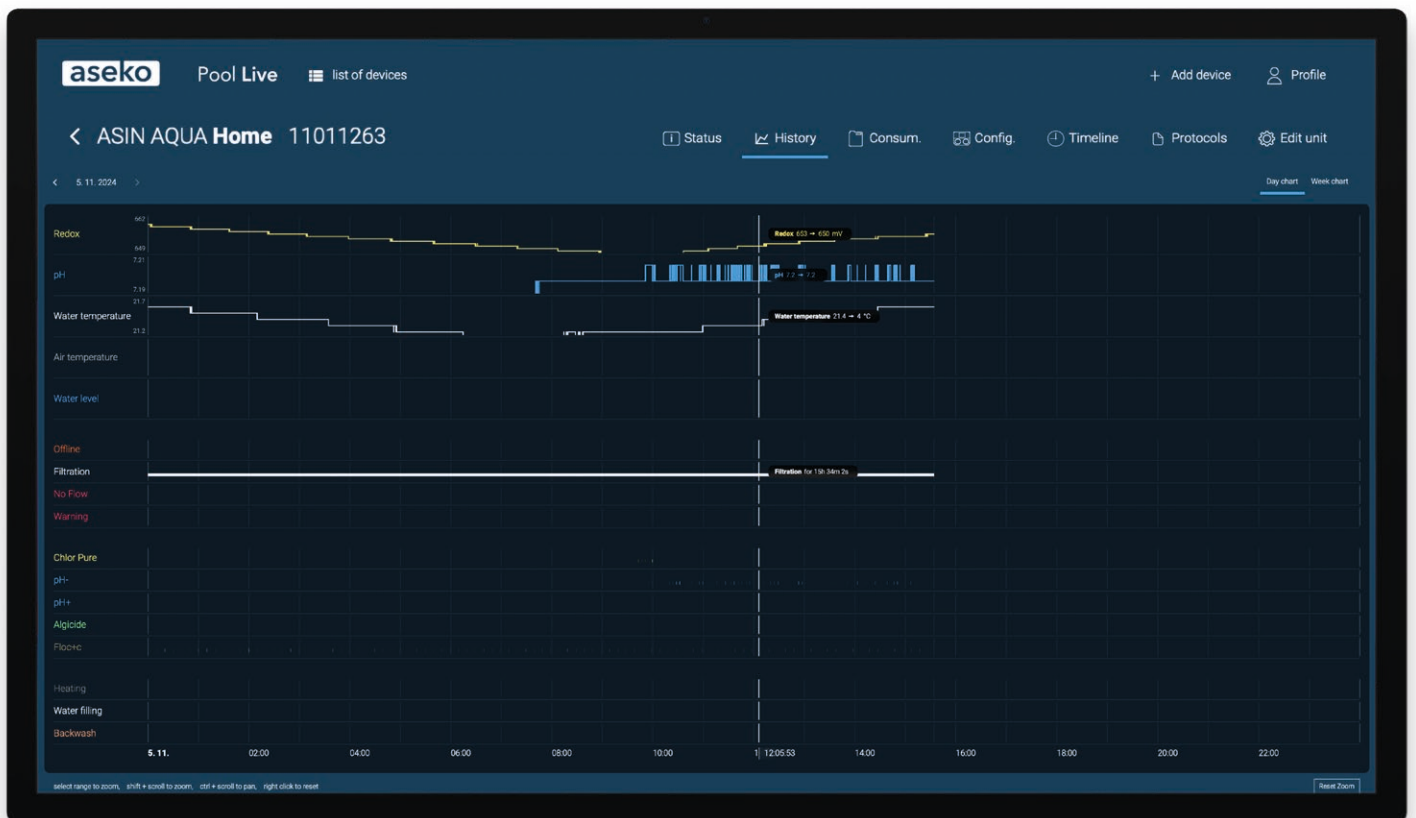 aseko Pool Live list of devices + Add device Profile
ASIN AQUA Home 11011263 Status History Consum. Config. Timeline Protocols Edit unit
5. 11. 2024 Day chart Week chart
662
Redox Redox 653 → 650 mV
649
7.21
pH pH 7.2 → 7.2
7.19
21.7
Water temperature Water temperature 21.4 → 4 °C
21.2
Air temperature
Water level
Offline
Filtration Filtration for 15h 34m 2s
No Flow
Warning
Chlor Pure
pH-
pH+
Algicide
Floc+c
Heating
Water filling
Backwash
5. 11. 02:00 04:00 06:00 08:00 10:00 12:05:53 14:00 16:00 18:00 20:00 22:00
select range to zoom, shift + scroll to zoom, ctrl + scroll to pan, right click to reset Reset Zoom